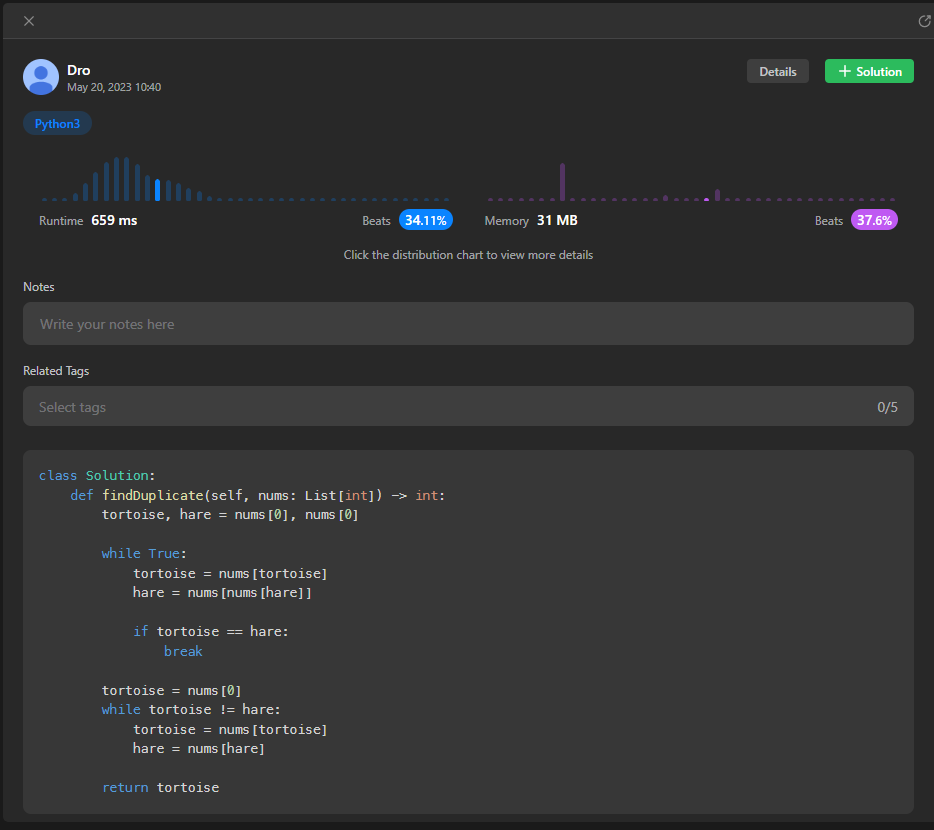 Dro
May 20, 2023 10:40
Details
+ Solution
Python3
Runtime 659 ms Beats 34.11%
Memory 31 MB Beats 37.6%
Click the distribution chart to view more details
Notes
Write your notes here
Related Tags
Select tags 0/5
class Solution:
    def findDuplicate(self, nums: List[int]) -> int:
        tortoise, hare = nums[0], nums[0]

        while True:
            tortoise = nums[tortoise]
            hare = nums[nums[hare]]

            if tortoise == hare:
                break

        tortoise = nums[0]
        while tortoise != hare:
            tortoise = nums[tortoise]
            hare = nums[hare]

        return tortoise